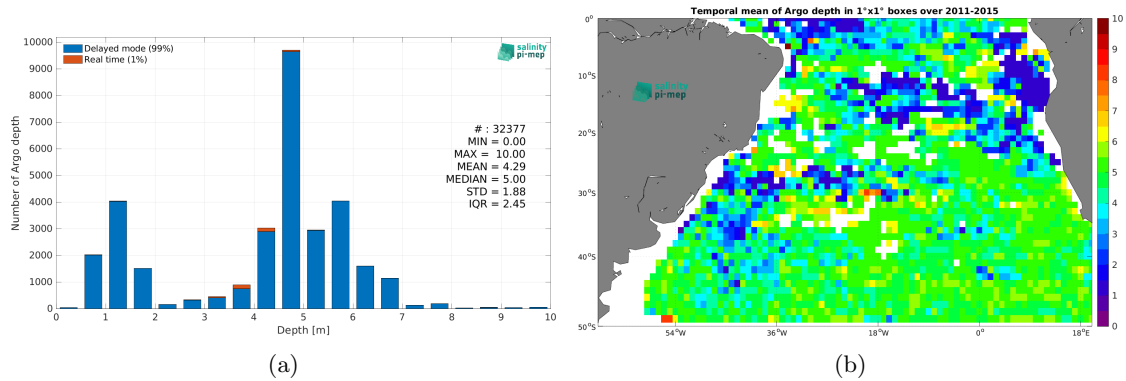 Delayed mode (99%)
Real time (1%)
salinity
pi-mep
# : 32377
MIN = 0.00
MAX = 10.00
MEAN = 4.29
MEDIAN = 5.00
STD = 1.88
IQR = 2.45
Number of Argo depth
10000
9000
8000
7000
6000
5000
4000
3000
2000
1000
0
0 1 2 3 4 5 6 7 8 9 10
Depth [m]
(a)
Temporal mean of Argo depth in 1°x1° boxes over 2011-2015
salinity
pi-mep
0°
10°S
20°S
30°S
40°S
50°S
54°W 36°W 18°W 0° 18°E
10
9
8
7
6
5
4
3
2
1
0
(b)